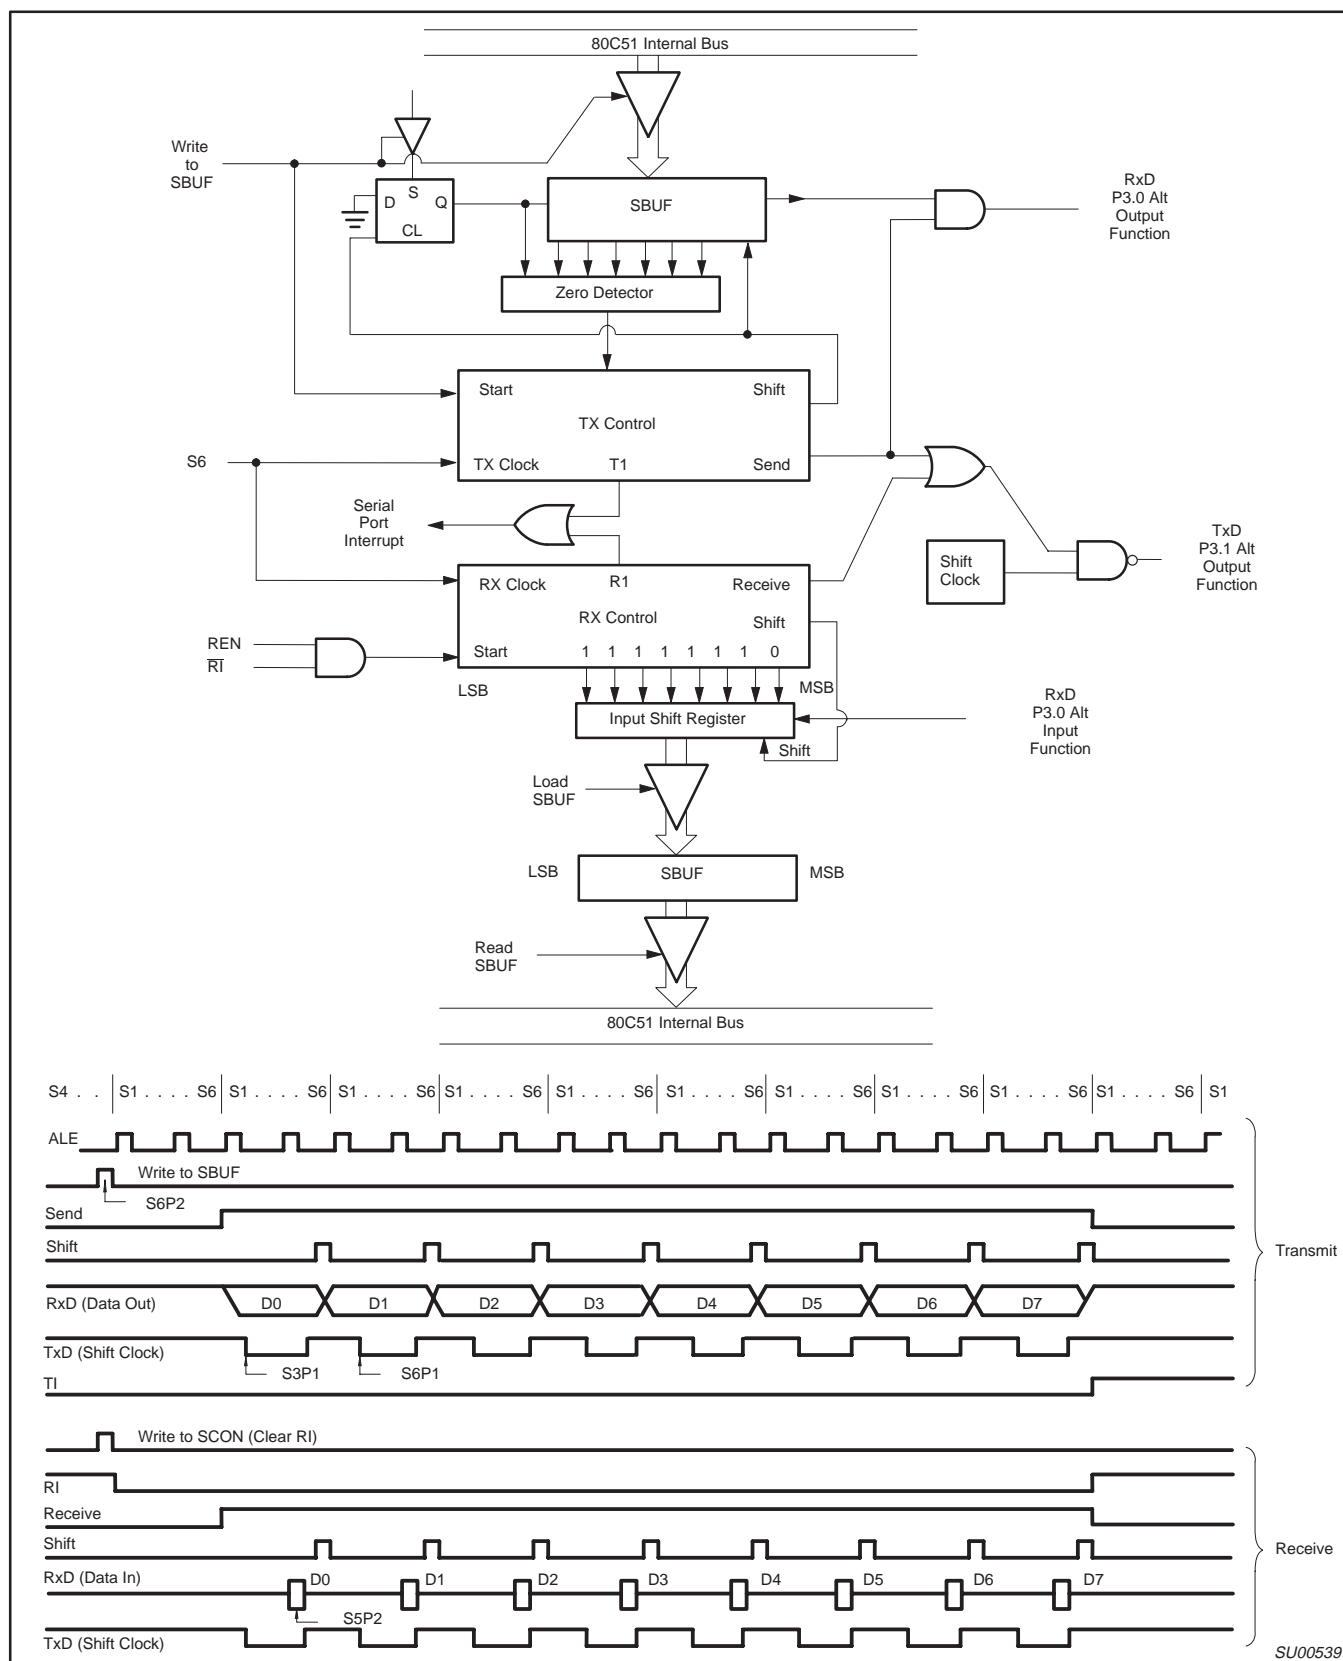 80C51 Internal Bus
Write
to
SBUF
S
D
Q
CL
SBUF
RxD
P3.0 Alt
Output
Function
Zero Detector
Start
Shift
TX Control
S6
TX Clock
T1
Send
Serial
Port
Interrupt
TxD
P3.1 Alt
Output
Function
Shift
Clock
RX Clock
R1
Receive
RX Control
Shift
REN
RI
Start
1 1 1 1 1 1 1 0
LSB
MSB
RxD
P3.0 Alt
Input
Function
Input Shift Register
Shift
Load
SBUF
LSB
SBUF
MSB
Read
SBUF
80C51 Internal Bus
S4 . . S1 . . . . S6 S1 . . . . S6 S1 . . . . S6 S1 . . . . S6 S1 . . . . S6 S1 . . . . S6 S1 . . . . S6 S1 . . . . S6 S1 . . . . S6 S1 . . . . S6 S1
ALE
Write to SBUF
S6P2
Send
Shift
Transmit
RxD (Data Out) D0 D1 D2 D3 D4 D5 D6 D7
TxD (Shift Clock)
S3P1 S6P1
TI
Write to SCON (Clear RI)
RI
Receive
Shift
Receive
RxD (Data In) D0 D1 D2 D3 D4 D5 D6 D7
S5P2
TxD (Shift Clock)
SU00539